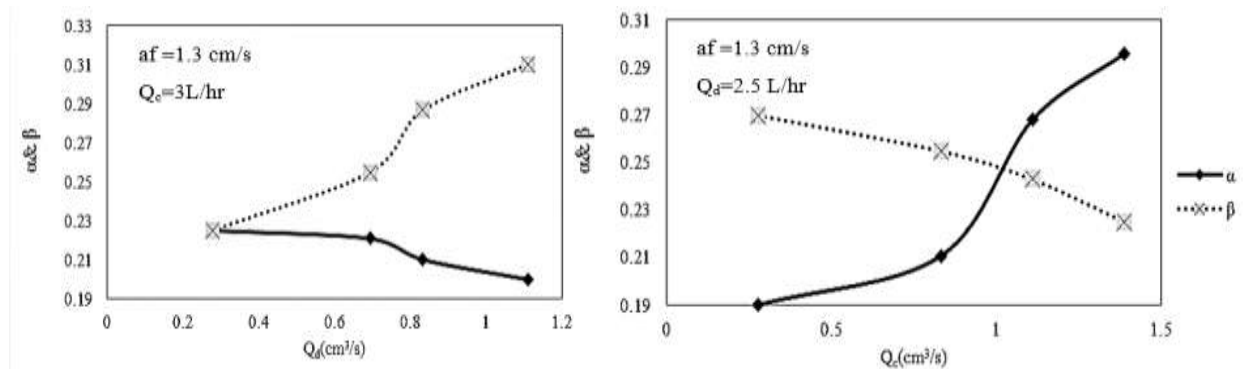 0.33
0.31
0.29
0.27
0.25
0.23
0.21
0.19
α& β
af =1.3 cm/s
Qc=3L/hr
0
0.2
0.4
0.6
0.8
1
1.2
Qd(cm³/s)
0.31
0.29
0.27
0.25
0.23
0.21
0.19
α& β
af =1.3 cm/s
Qd=2.5 L/hr
0
0.5
1
1.5
Qc(cm³/s)
α
β